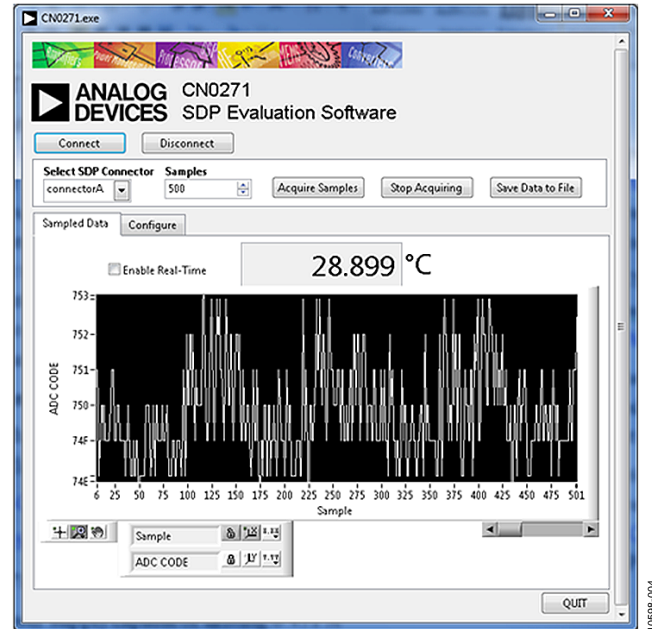 CN0271.exe
ANALOG DEVICES
CN0271
SDP Evaluation Software
Connect Disconnect
Select SDP Connector Samples
connectorA 500 Acquire Samples Stop Acquiring Save Data to File
Sampled Data Configure
Enable Real-Time 28.899 °C
753
752
751
750
74F
74E
ADC CODE
6 25 50 75 100 125 150 175 200 225 250 275 300 325 350 375 400 425 450 475 501
Sample
Sample
ADC CODE
QUIT
10598-004